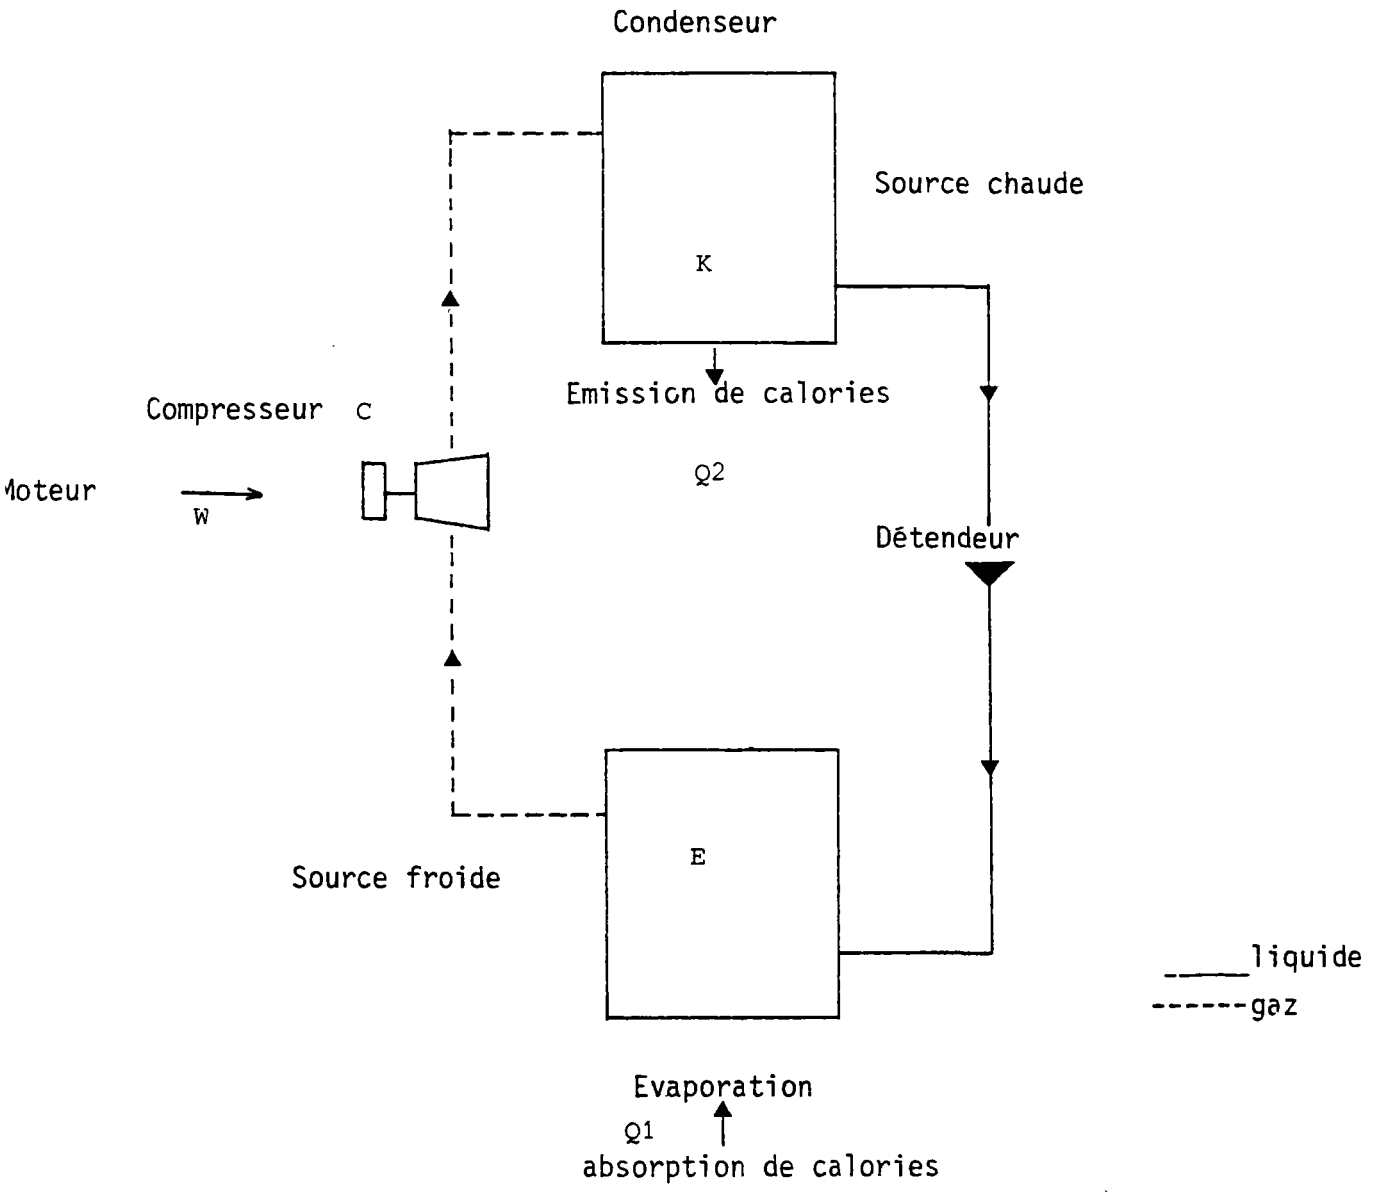 Condenseur
Source chaude
K
Emission de calories
Compresseur C
Q2
Moteur
W
Détendeur
E
Source froide
liquide
gaz
Evaporation
Q1
absorption de calories